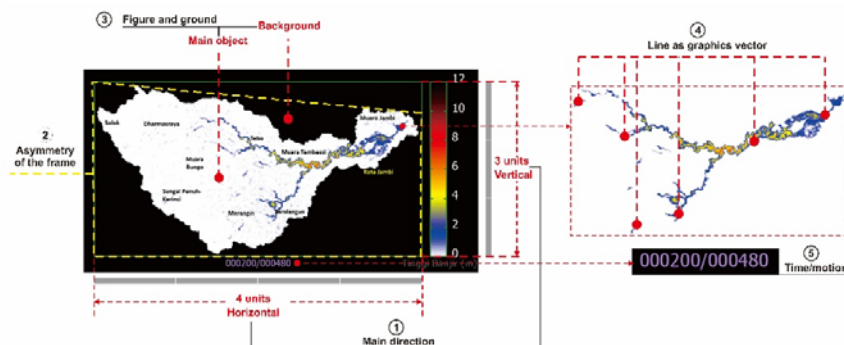 ③ Figure and ground
Main object
Background
④
Line as graphics vector
2
Asymmetry
of the frame
12
10
8
6
4
2
0
Solok
Dharmasraya
Tebo
Muara Jambi
Muara Tembesi
Kota Jambi
Muara
Bungo
Sungai Penuh-
Kerinci
Merangin
3 units
Vertical
000200/000480
000200/000480
⑤
Time/motion
4 units
Horizontal
①
Main direction